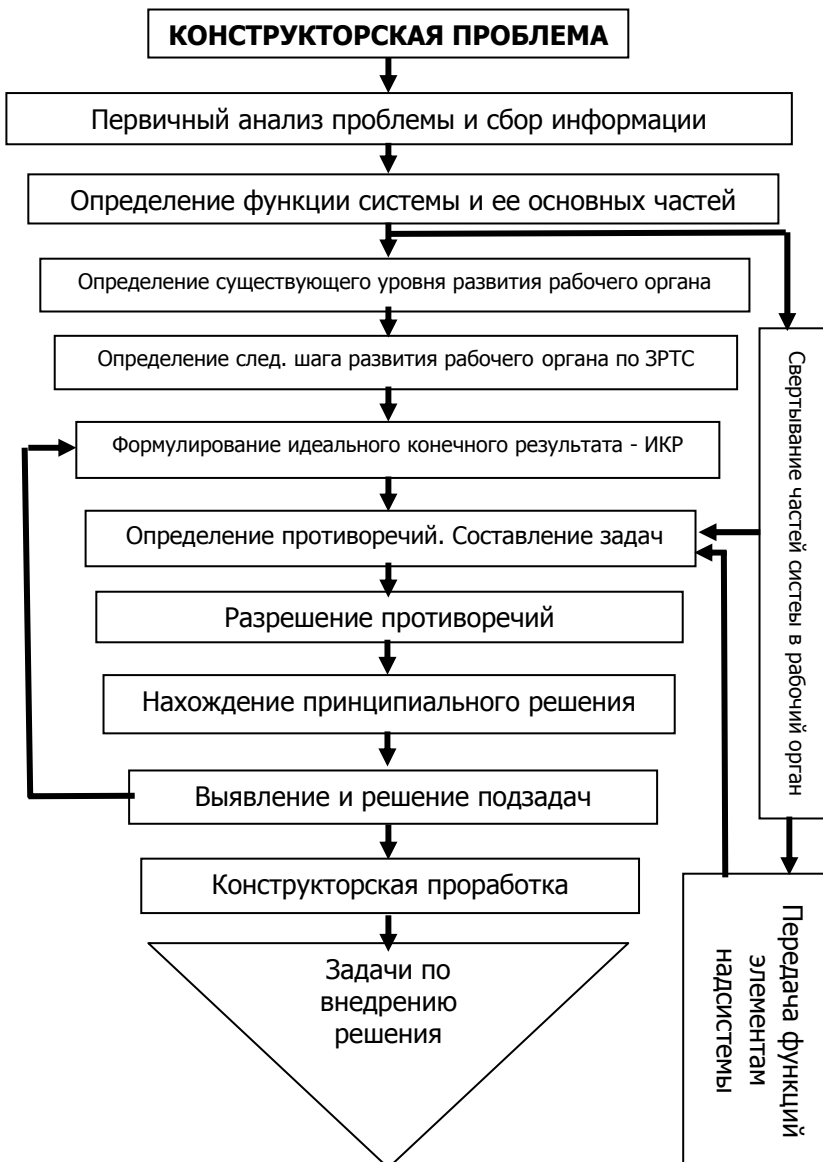 КОНСТРУКТОРСКАЯ ПРОБЛЕМА
Первичный анализ проблемы и сбор информации
Определение функции системы и ее основных частей
Определение существующего уровня развития рабочего органа
Определение след. шага развития рабочего органа по ЗРТС
Формулирование идеального конечного результата - ИКР
Определение противоречий. Составление задач
Разрешение противоречий
Нахождение принципиального решения
Выявление и решение подзадач
Конструкторская проработка
Задачи по
внедрению
решения
Свертывание частей систеы в рабочий орган
Передача функций
элементам
надсистемы